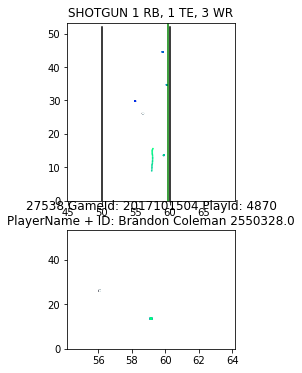 SHOTGUN 1 RB, 1 TE, 3 WR
50
40
30
20
10
0
45 50 55 60 65
27538 GameId: 2017101504 PlayId: 4870
PlayerName + ID: Brandon Coleman 2550328.0
40
20
0
56 58 60 62 64